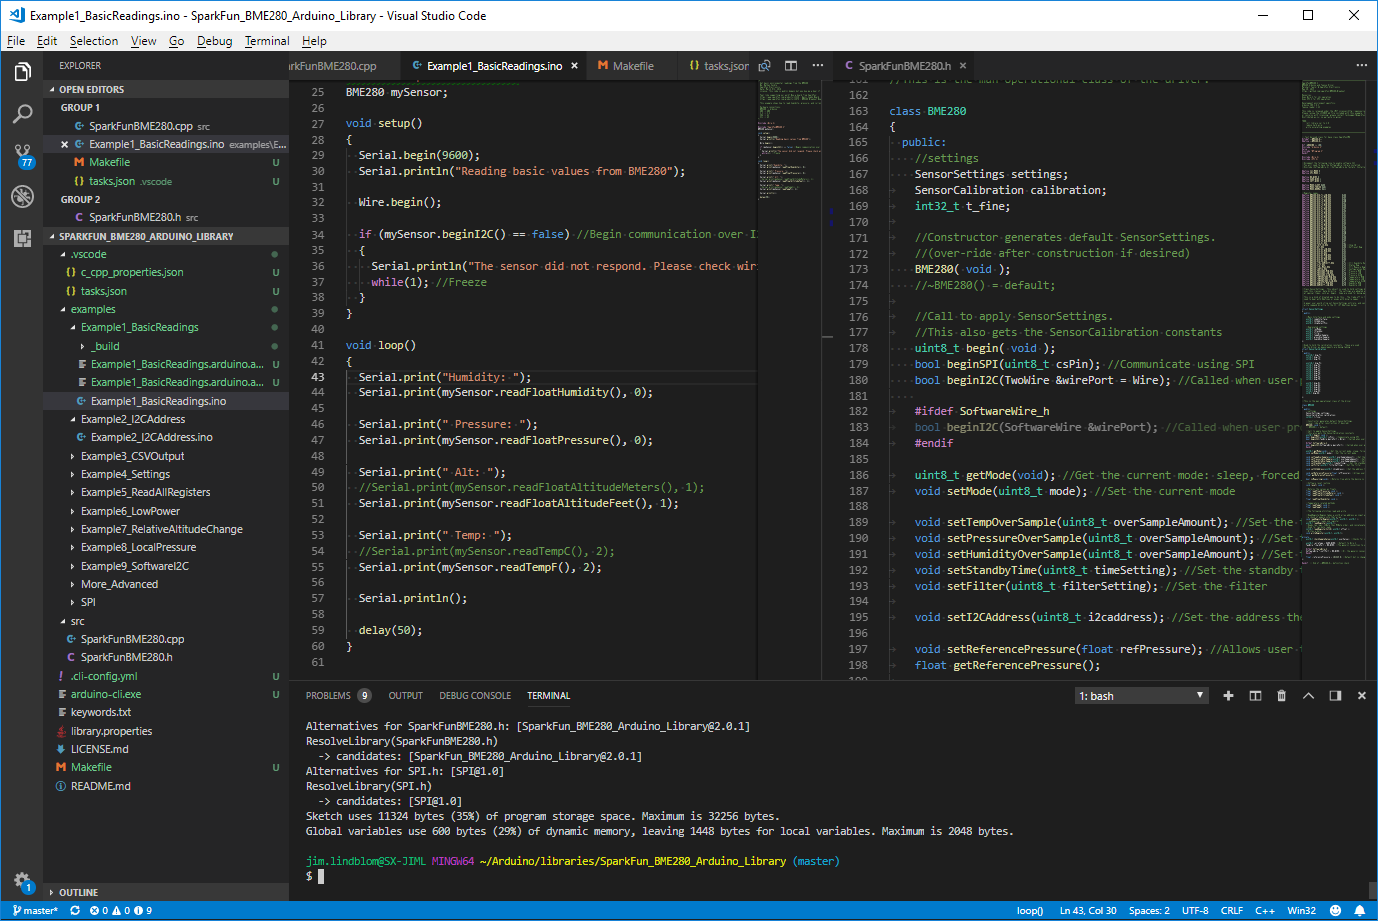 Example1_BasicReadings.ino - SparkFun_BME280_Arduino_Library - Visual Studio Code
File Edit Selection View Go Debug Terminal Help
EXPLORER
OPEN EDITORS
GROUP 1
SparkFunBME280.cpp src
Example1_BasicReadings.ino examples\E...
Makefile U
tasks.json .vscode U
GROUP 2
SparkFunBME280.h src
SPARKFUN_BME280_ARDUINO_LIBRARY
.vscode
c_cpp_properties.json U
tasks.json U
examples
Example1_BasicReadings
_build
Example1_BasicReadings.arduino.a... U
Example1_BasicReadings.arduino.a... U
Example1_BasicReadings.ino
Example2_I2CAddress
Example2_I2CAddress.ino
Example3_CSVOutput
Example4_Settings
Example5_ReadAllRegisters
Example6_LowPower
Example7_RelativeAltitudeChange
Example8_LocalPressure
Example9_SoftwareI2C
More_Advanced
SPI
src
SparkFunBME280.cpp
SparkFunBME280.h
.cli-config.yml U
arduino-cli.exe U
keywords.txt
library.properties
LICENSE.md
Makefile U
README.md
OUTLINE
77
1
rkFunBME280.cpp Example1_BasicReadings.ino Makefile tasks.json
25 BME280 mySensor;
26
27 void setup()
28 {
29 Serial.begin(9600);
30 Serial.println("Reading basic values from BME280");
31
32 Wire.begin();
33
34 if (mySensor.beginI2C() == false) //Begin communication over I2
35 {
36 Serial.println("The sensor did not respond. Please check wir
37 while(1); //Freeze
38 }
39 }
40
41 void loop()
42 {
43 Serial.print("Humidity: ");
44 Serial.print(mySensor.readFloatHumidity(), 0);
45
46 Serial.print(" Pressure: ");
47 Serial.print(mySensor.readFloatPressure(), 0);
48
49 Serial.print(" Alt: ");
50 //Serial.print(mySensor.readFloatAltitudeMeters(), 1);
51 Serial.print(mySensor.readFloatAltitudeFeet(), 1);
52
53 Serial.print(" Temp: ");
54 //Serial.print(mySensor.readTempC(), 2);
55 Serial.print(mySensor.readTempF(), 2);
56
57 Serial.println();
58
59 delay(50);
60 }
61
SparkFunBME280.h
161 //This is the man operational class of the driver.
162
163 class BME280
164 {
165 public:
166 //settings
167 SensorSettings settings;
168 SensorCalibration calibration;
169 int32_t t_fine;
170
171 //Constructor generates default SensorSettings.
172 //(over-ride after construction if desired)
173 BME280( void );
174 //~BME280() = default;
175
176 //Call to apply SensorSettings.
177 //This also gets the SensorCalibration constants
178 uint8_t begin( void );
179 bool beginSPI(uint8_t csPin); //Communicate using SPI
180 bool beginI2C(TwoWire &wirePort = Wire); //Called when user
181
182 #ifdef SoftwareWire_h
183 bool beginI2C(SoftwareWire &wirePort); //Called when user pr
184 #endif
185
186 uint8_t getMode(void); //Get the current mode: sleep, forced
187 void setMode(uint8_t mode); //Set the current mode
188
189 void setTempOverSample(uint8_t overSampleAmount); //Set the
190 void setPressureOverSample(uint8_t overSampleAmount); //Set
191 void setHumidityOverSample(uint8_t overSampleAmount); //Set
192 void setStandbyTime(uint8_t timeSetting); //Set the standby
193 void setFilter(uint8_t filterSetting); //Set the filter
194
195 void setI2CAddress(uint8_t i2caddress); //Set the address the
196
197 void setReferencePressure(float refPressure); //Allows user
198 float getReferencePressure();
199
PROBLEMS 9 OUTPUT DEBUG CONSOLE TERMINAL 1: bash
Alternatives for SparkFunBME280.h: [SparkFun_BME280_Arduino_Library@2.0.1]
ResolveLibrary(SparkFunBME280.h)
-> candidates: [SparkFun_BME280_Arduino_Library@2.0.1]
Alternatives for SPI.h: [SPI@1.0]
ResolveLibrary(SPI.h)
-> candidates: [SPI@1.0]
Sketch uses 11324 bytes (35%) of program storage space. Maximum is 32256 bytes.
Global variables use 600 bytes (29%) of dynamic memory, leaving 1448 bytes for local variables. Maximum is 2048 bytes.
jim.lindblom@SX-JIML MINGW64 ~/Arduino/libraries/SparkFun_BME280_Arduino_Library (master)
$
master* 0 0 9 loop() Ln 43, Col 30 Spaces: 2 UTF-8 CRLF C++ Win32